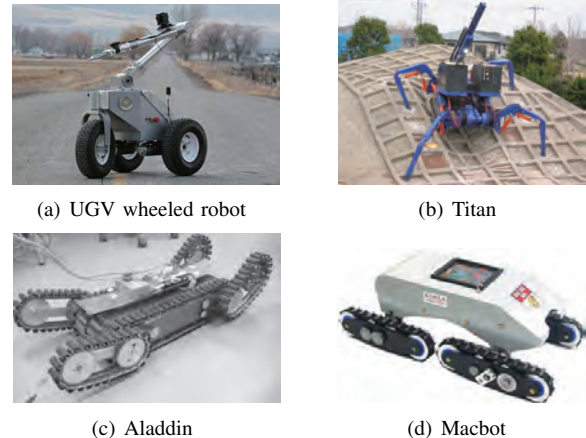 (a) UGV wheeled robot
(b) Titan
(c) Aladdin
(d) Macbot